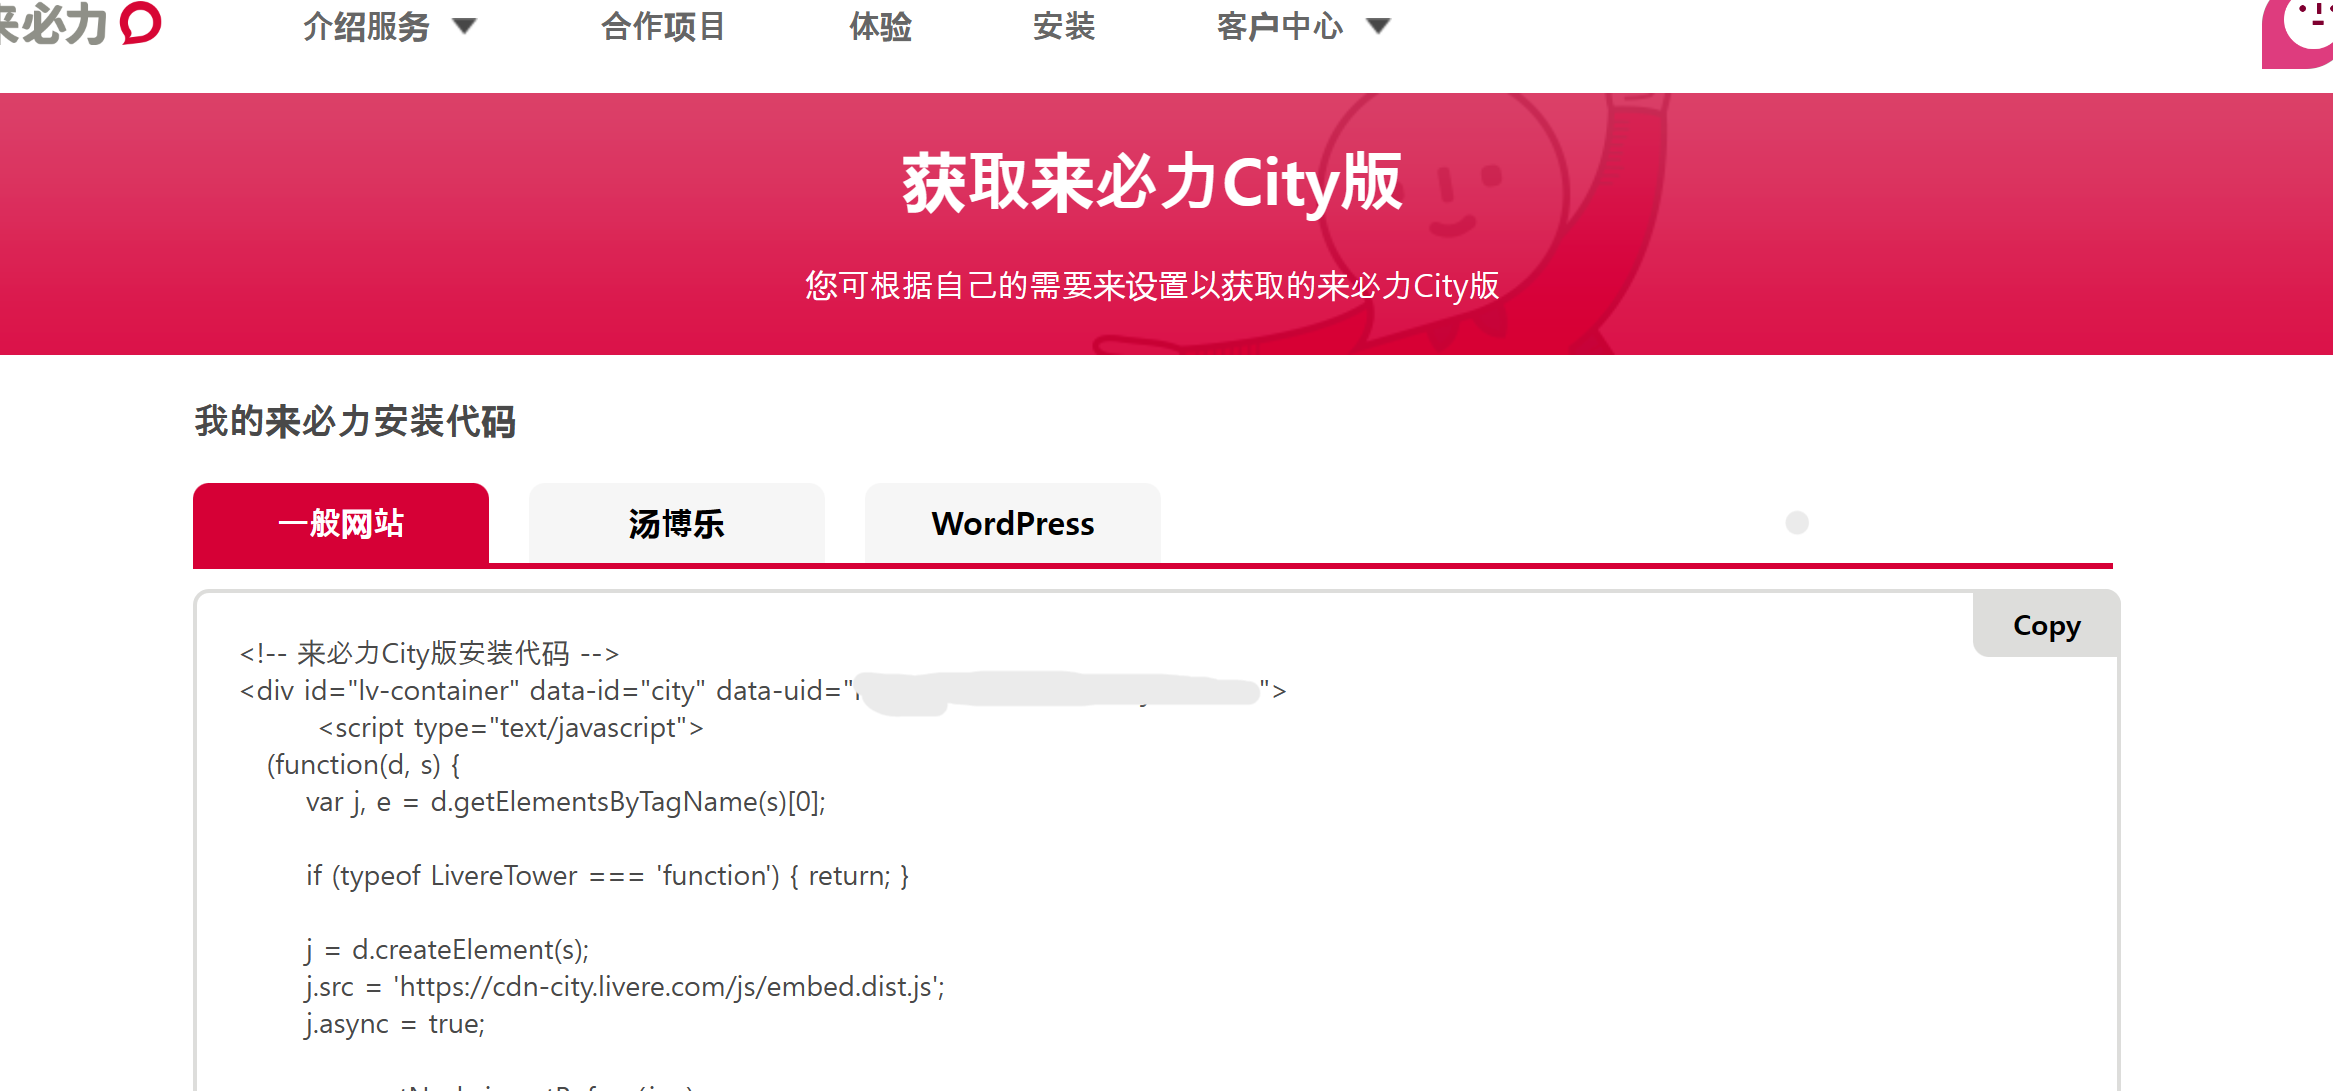 来必力
介绍服务 合作项目 体验 安装 客户中心
获取来必力City版
您可根据自己的需要来设置以获取的来必力City版
我的来必力安装代码
一般网站 汤博乐 WordPress
Copy
<!-- 来必力City版安装代码 -->
<div id="lv-container" data-id="city" data-uid=" ">
<script type="text/javascript">
(function(d, s) {
var j, e = d.getElementsByTagName(s)[0];
if (typeof LivereTower === 'function') { return; }
j = d.createElement(s);
j.src = 'https://cdn-city.livere.com/js/embed.dist.js';
j.async = true;